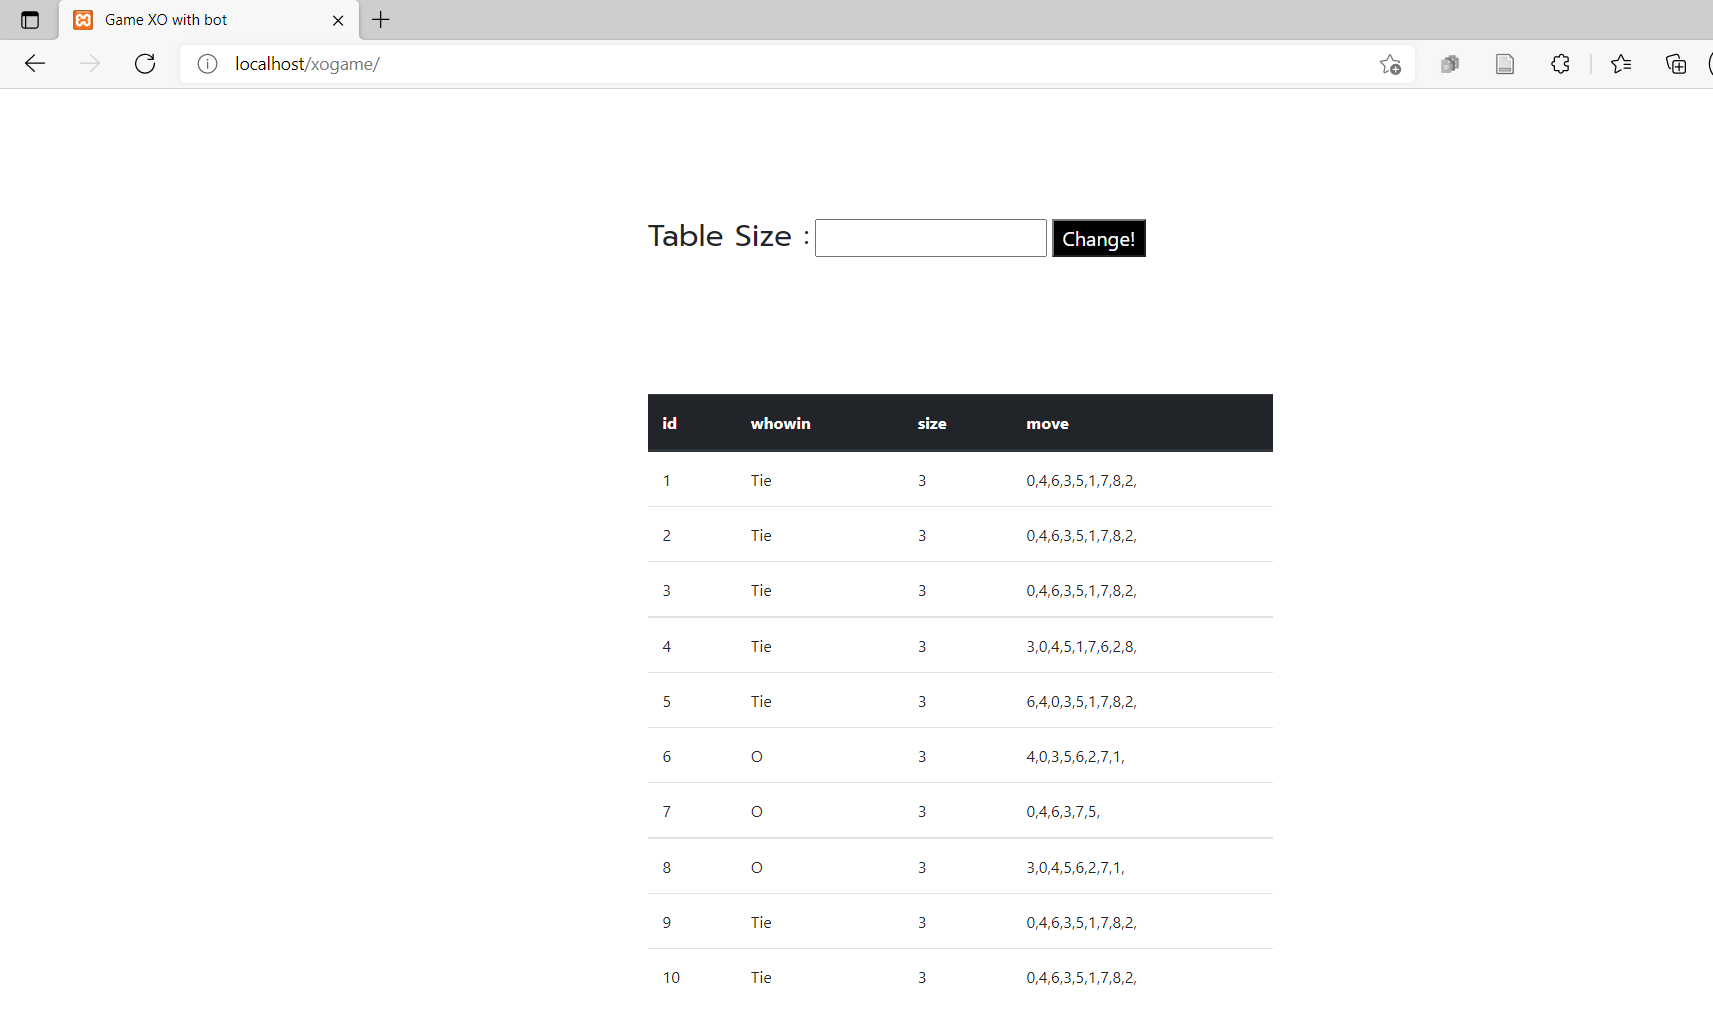 Game XO with bot
localhost/xogame/
Table Size : Change!
id whowin size move
1 Tie 3 0,4,6,3,5,1,7,8,2,
2 Tie 3 0,4,6,3,5,1,7,8,2,
3 Tie 3 0,4,6,3,5,1,7,8,2,
4 Tie 3 3,0,4,5,1,7,6,2,8,
5 Tie 3 6,4,0,3,5,1,7,8,2,
6 O 3 4,0,3,5,6,2,7,1,
7 O 3 0,4,6,3,7,5,
8 O 3 3,0,4,5,6,2,7,1,
9 Tie 3 0,4,6,3,5,1,7,8,2,
10 Tie 3 0,4,6,3,5,1,7,8,2,